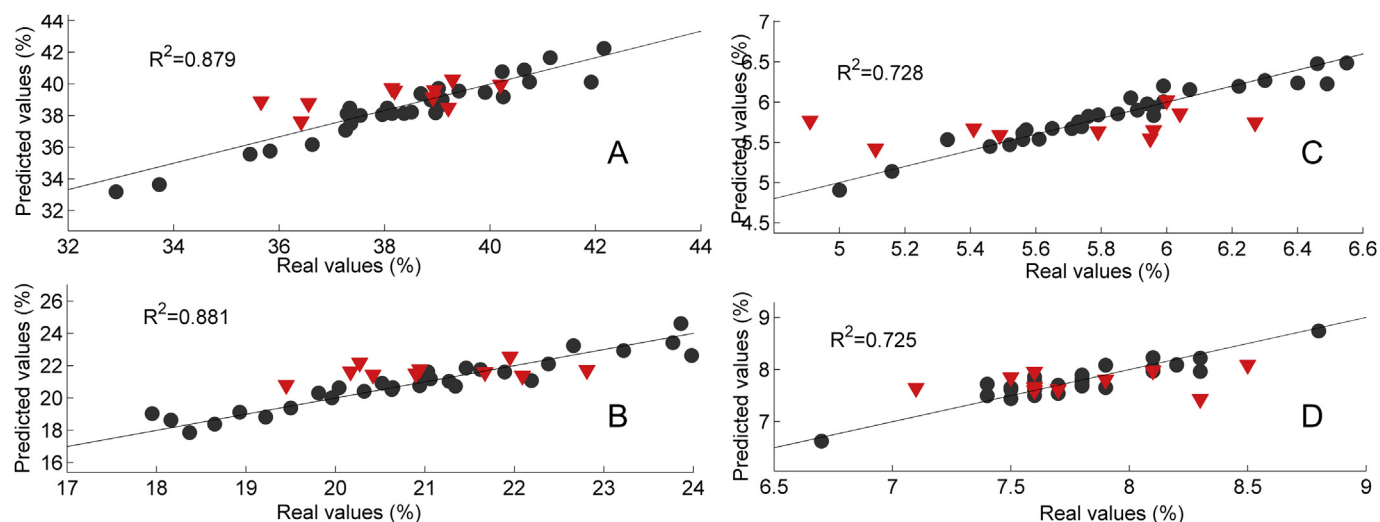 44
42
40
38
36
34
32
Predicted values (%)
R2=0.879
A
32 34 36 38 40 42 44
Real values (%)
26
24
22
20
18
16
Predicted values (%)
R2=0.881
B
17 18 19 20 21 22 23 24
Real values (%)
7
6.5
6
5.5
5
4.5
Predicted values (%)
R2=0.728
C
5 5.2 5.4 5.6 5.8 6 6.2 6.4 6.6
Real values (%)
9
8
7
Predicted values (%)
R2=0.725
D
6.5 7 7.5 8 8.5 9
Real values (%)